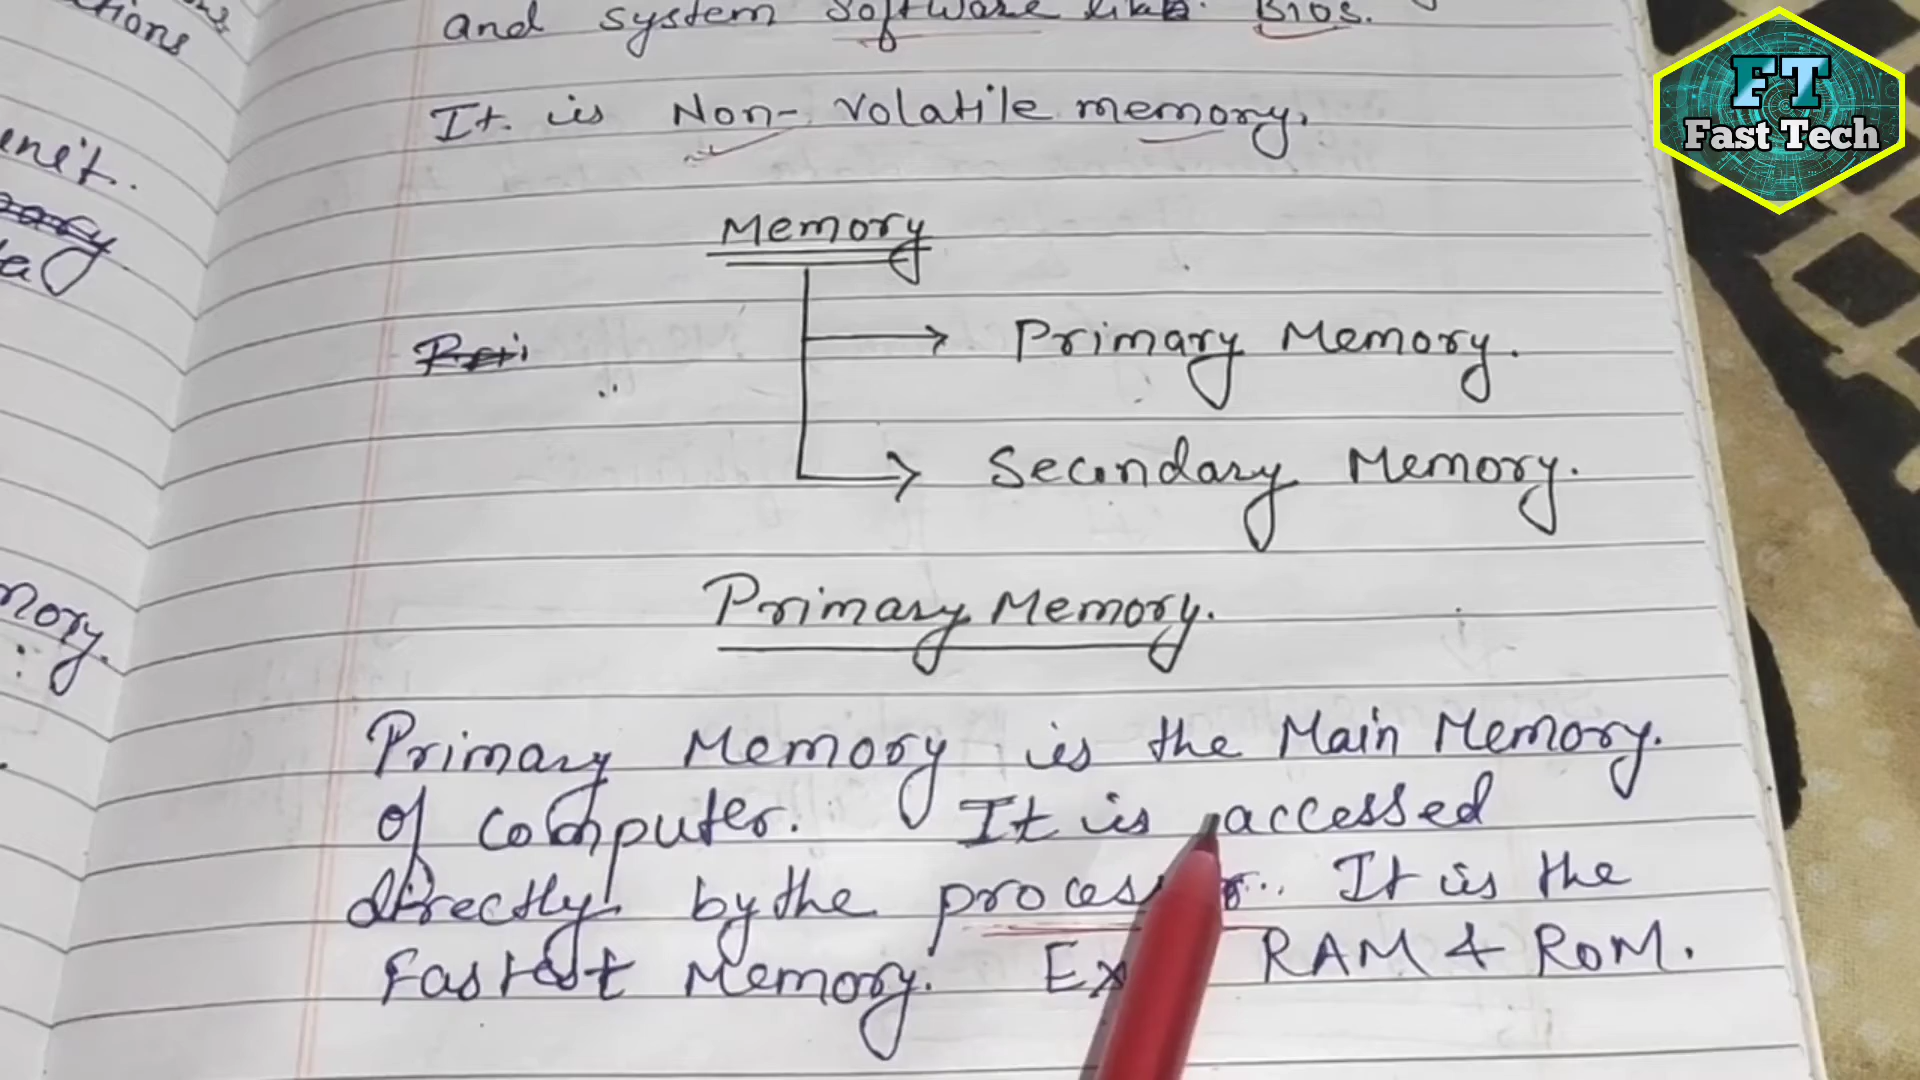 and system software like Bios.
It is Non-Volatile memory.
Memory
Primary Memory.
Secondary Memory.
Primary Memory.
Primary Memory is the Main Memory.
of computer. It is accessed
directly by the It is the
Fastest Memory. RAM & ROM.
nory.
FT
Fast Tech